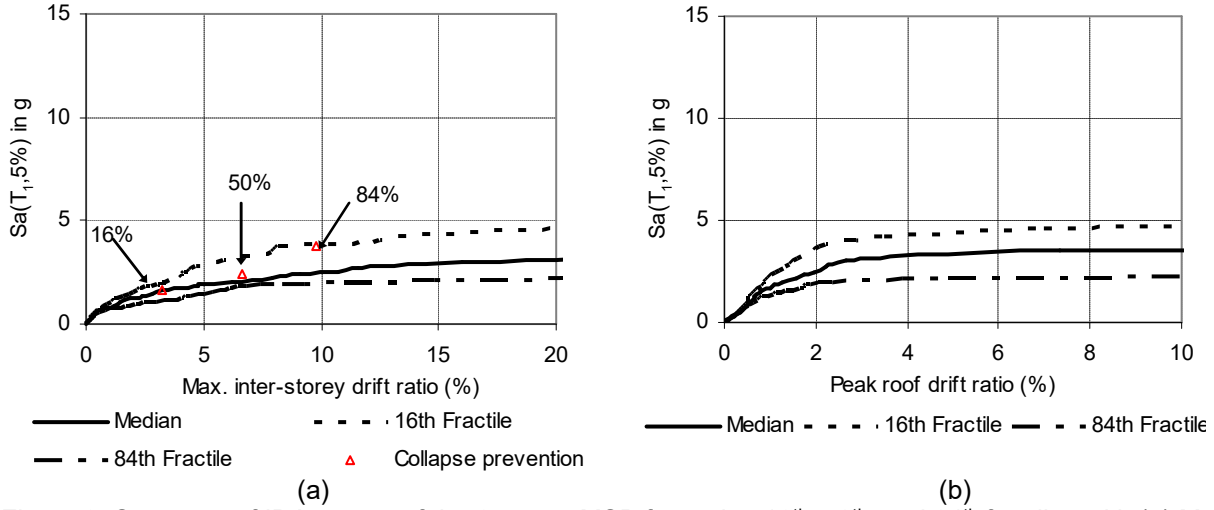 15
10
5
0
Sa(T1,5%) in g
16%
50%
84%
0 5 10 15 20
Max. inter-storey drift ratio (%)
Median 16th Fractile
84th Fractile Collapse prevention
(a)
15
10
5
0
Sa(T1,5%) in g
0 2 4 6 8 10
Peak roof drift ratio (%)
Median 16th Fractile 84th Fractile
(b)